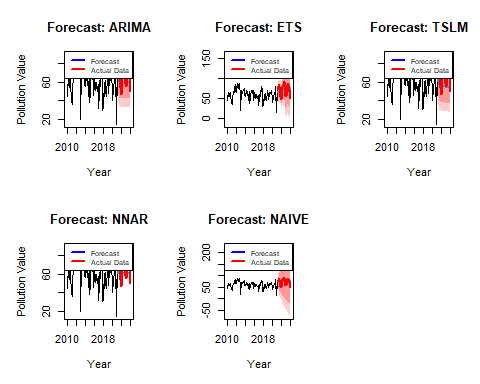 Forecast: ARIMA
Pollution Value
60
20
Forecast
Actual Data
2010
2018
Year
Forecast: ETS
Pollution Value
150
50
0
Forecast
Actual Data
2010
2018
Year
Forecast: TSLM
Pollution Value
60
20
Forecast
Actual Data
2010
2018
Year
Forecast: NNAR
Pollution Value
60
20
Forecast
Actual Data
2010
2018
Year
Forecast: NAIVE
Pollution Value
200
50
-50
Forecast
Actual Data
2010
2018
Year